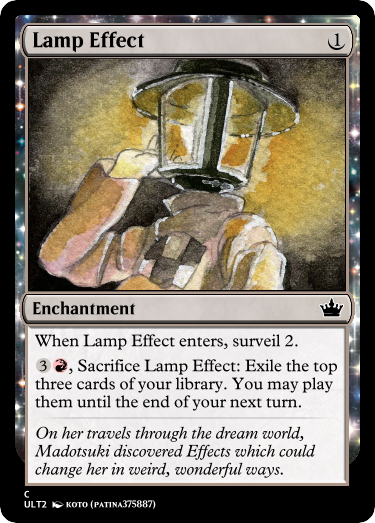 Lamp Effect 1
Enchantment
When Lamp Effect enters, surveil 2.
3 , Sacrifice Lamp Effect: Exile the top
three cards of your library. You may play
them until the end of your next turn.
On her travels through the dream world,
Madotsuki discovered Effects which could
change her in weird, wonderful ways.
C
ULT2 KOTO (PATINA375887)